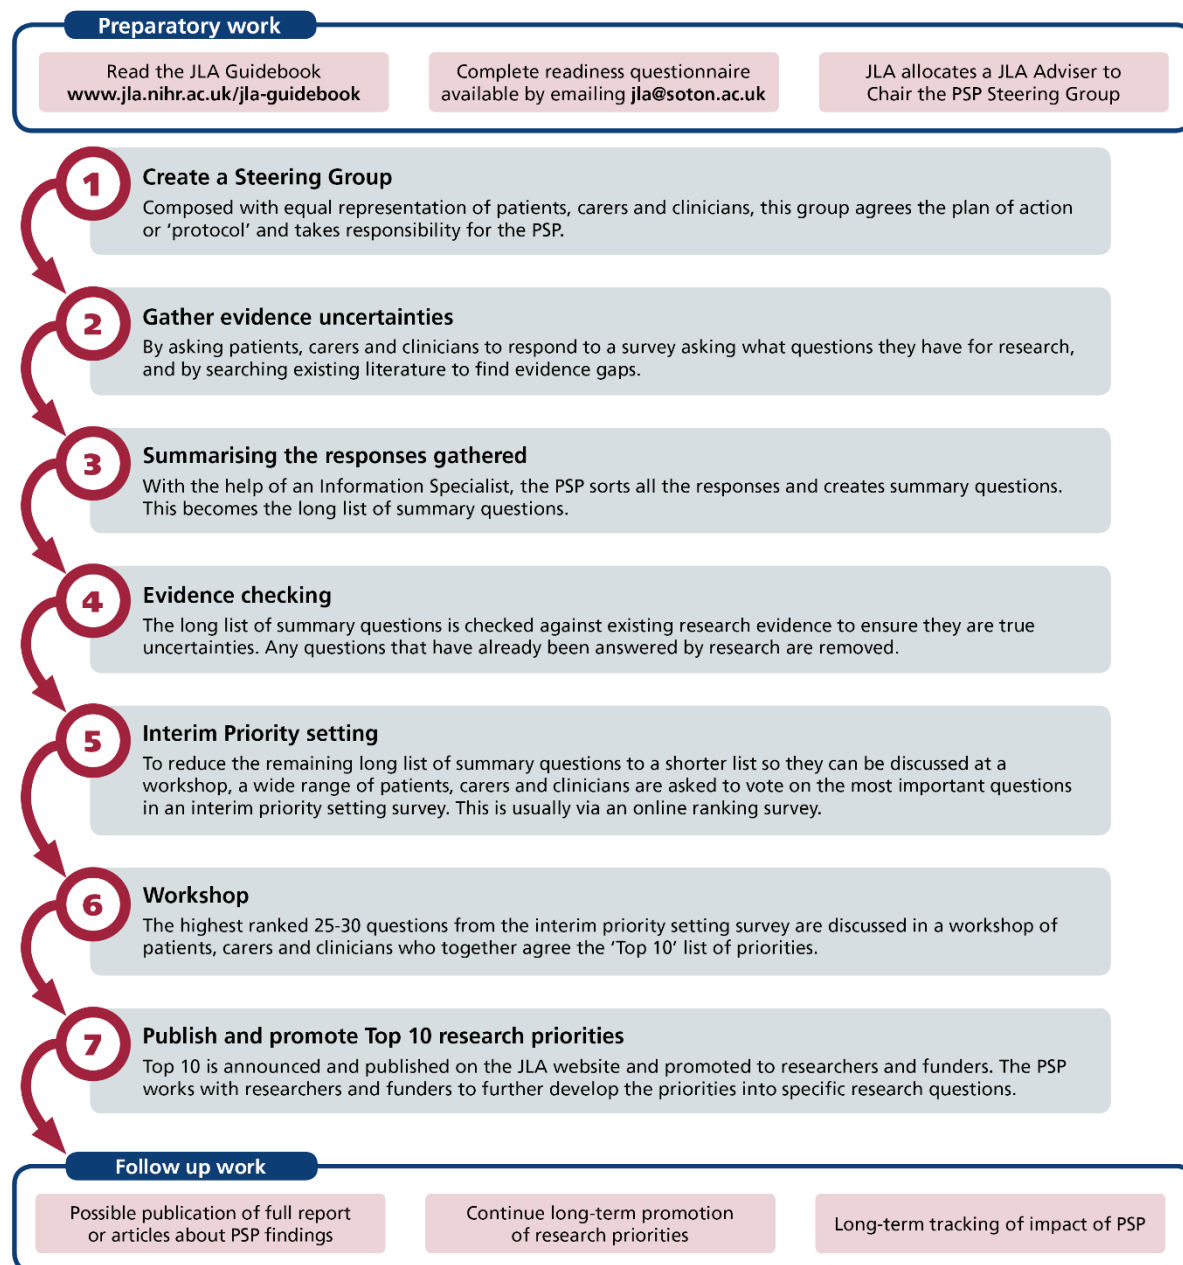 Preparatory work
Read the JLA Guidebook
www.jla.nihr.ac.uk/jla-guidebook
Complete readiness questionnaire
available by emailing jla@soton.ac.uk
JLA allocates a JLA Adviser to
Chair the PSP Steering Group
1
Create a Steering Group
Composed with equal representation of patients, carers and clinicians, this group agrees the plan of action
or ‘protocol’ and takes responsibility for the PSP.
2
Gather evidence uncertainties
By asking patients, carers and clinicians to respond to a survey asking what questions they have for research,
and by searching existing literature to find evidence gaps.
3
Summarising the responses gathered
With the help of an Information Specialist, the PSP sorts all the responses and creates summary questions.
This becomes the long list of summary questions.
4
Evidence checking
The long list of summary questions is checked against existing research evidence to ensure they are true
uncertainties. Any questions that have already been answered by research are removed.
5
Interim Priority setting
To reduce the remaining long list of summary questions to a shorter list so they can be discussed at a
workshop, a wide range of patients, carers and clinicians are asked to vote on the most important questions
in an interim priority setting survey. This is usually via an online ranking survey.
6
Workshop
The highest ranked 25-30 questions from the interim priority setting survey are discussed in a workshop of
patients, carers and clinicians who together agree the ‘Top 10’ list of priorities.
7
Publish and promote Top 10 research priorities
Top 10 is announced and published on the JLA website and promoted to researchers and funders. The PSP
works with researchers and funders to further develop the priorities into specific research questions.
Follow up work
Possible publication of full report
or articles about PSP findings
Continue long-term promotion
of research priorities
Long-term tracking of impact of PSP